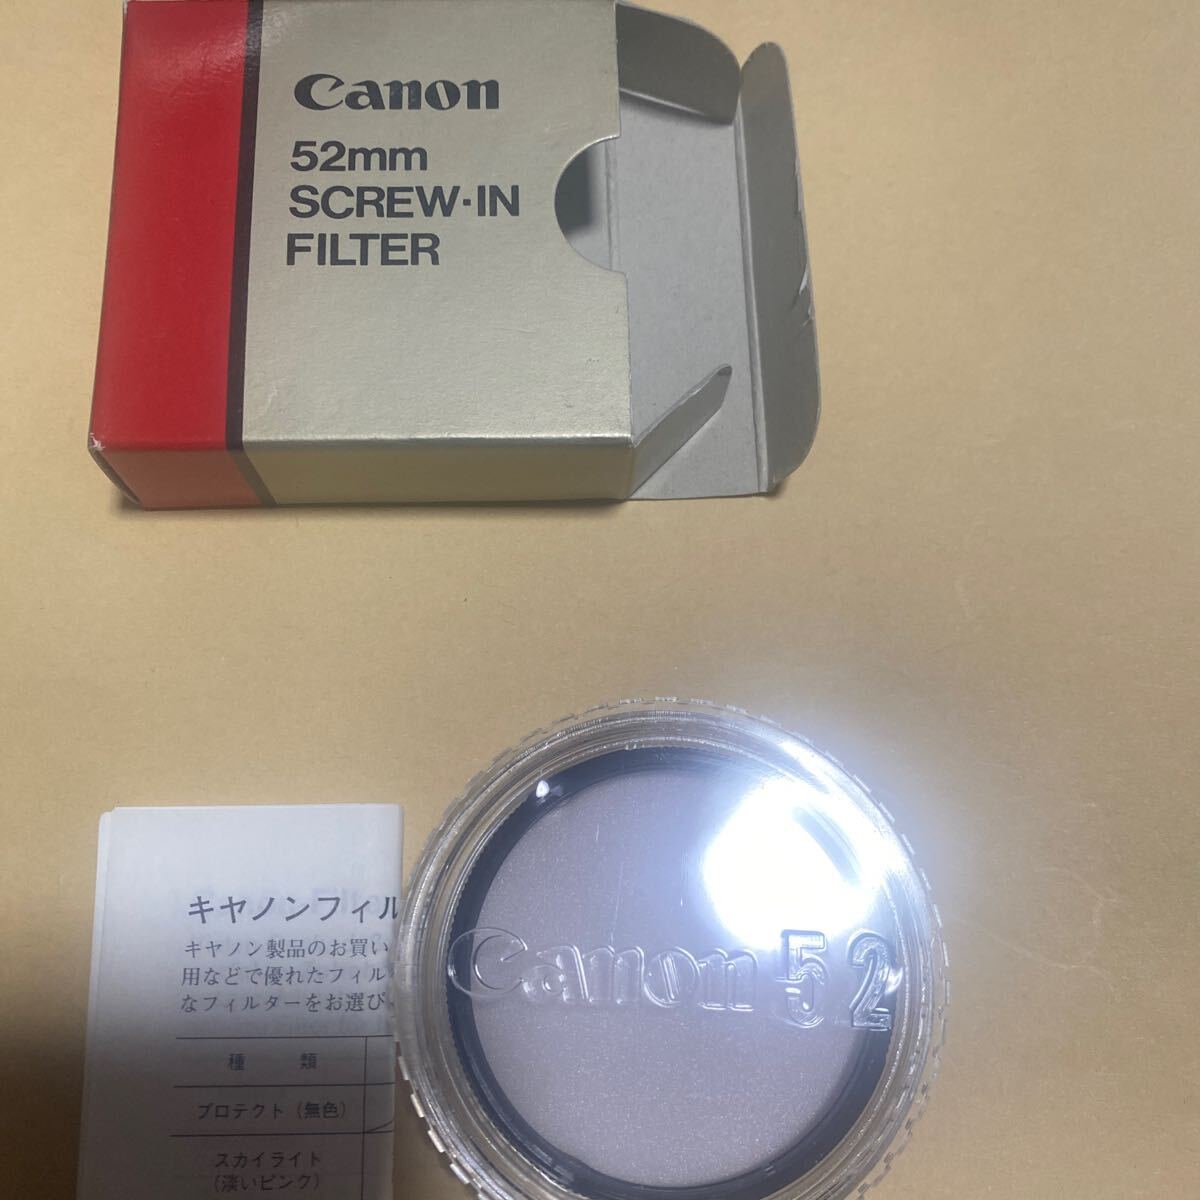 Canon
52mm
SCREW·IN
FILTER
キヤノンフィル
キヤノン製品のお買い
用などで優れたフィル
なフィルターをお選び
種 類
プロテクト(無色)
スカイライト
(淡いピンク)
Canon 52